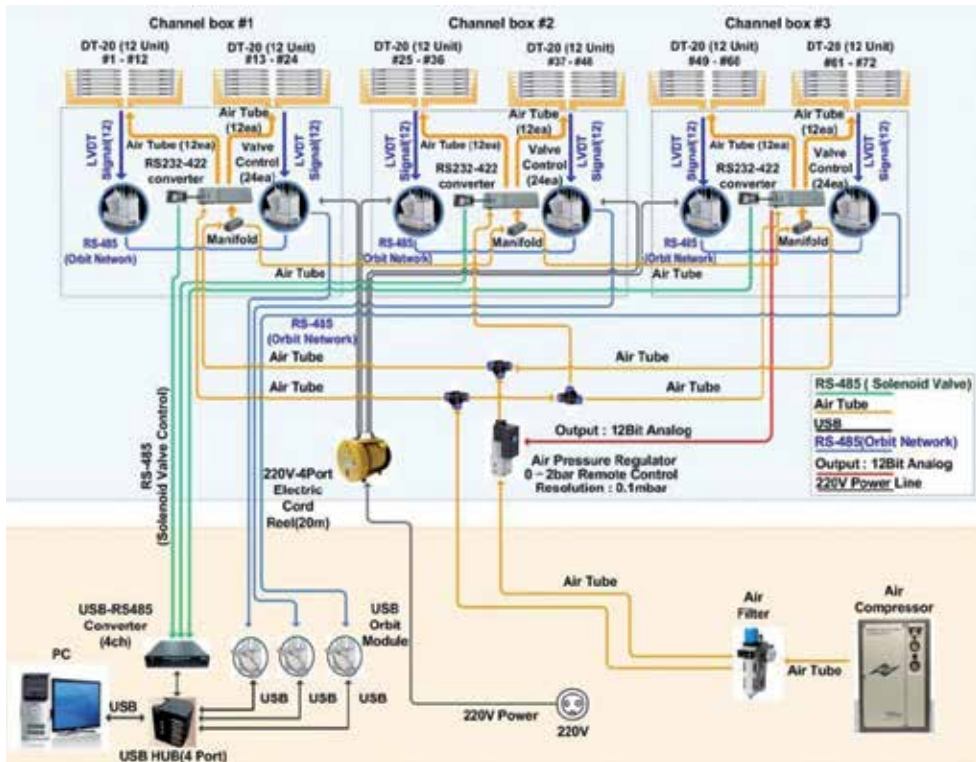 Channel box #1
Channel box #2
Channel box #3
DT-20 (12 Unit)
#1 - #12
DT-20 (12 Unit)
#13 - #24
DT-20 (12 Unit)
#25 - #36
DT-20 (12 Unit)
#37 - #48
DT-20 (12 Unit)
#49 - #60
DT-20 (12 Unit)
#61 - #72
LVDT
Signal(12)
Air Tube (12ea)
RS232-422
converter
Air Tube
(12ea)
Valve
Control
(24ea)
LVDT
Signal(12)
LVDT
Signal(12)
Air Tube (12ea)
RS232-422
converter
Air Tube
(12ea)
Valve
Control
(24ea)
LVDT
Signal(12)
LVDT
Signal(12)
Air Tube (12ea)
RS232-422
converter
Air Tube
(12ea)
Valve
Control
(24ea)
LVDT
Signal(12)
RS-485
(Orbit Network)
Manifold
Air Tube
RS-485
(Orbit Network)
Manifold
Air Tube
RS-485
(Orbit Network)
Manifold
RS-485
(Orbit Network)
Air Tube
Air Tube
Air Tube
Air Tube
RS-485 ( Solenoid Valve)
Air Tube
USB
RS-485(Orbit Network)
Output : 12Bit Analog
220V Power Line
RS-485
(Solenoid Valve Control)
220V-4Port
Electric
Cord
Reel(20m)
Output : 12Bit Analog
Air Pressure Regulator
0 ~ 2bar Remote Control
Resolution : 0.1mbar
Air Tube
USB-RS485
Converter
(4ch)
USB
Orbit
Module
Air
Filter
Air
Compressor
Air Tube
PC
USB
USB
USB
USB
USB HUB(4 Port)
220V Power
220V